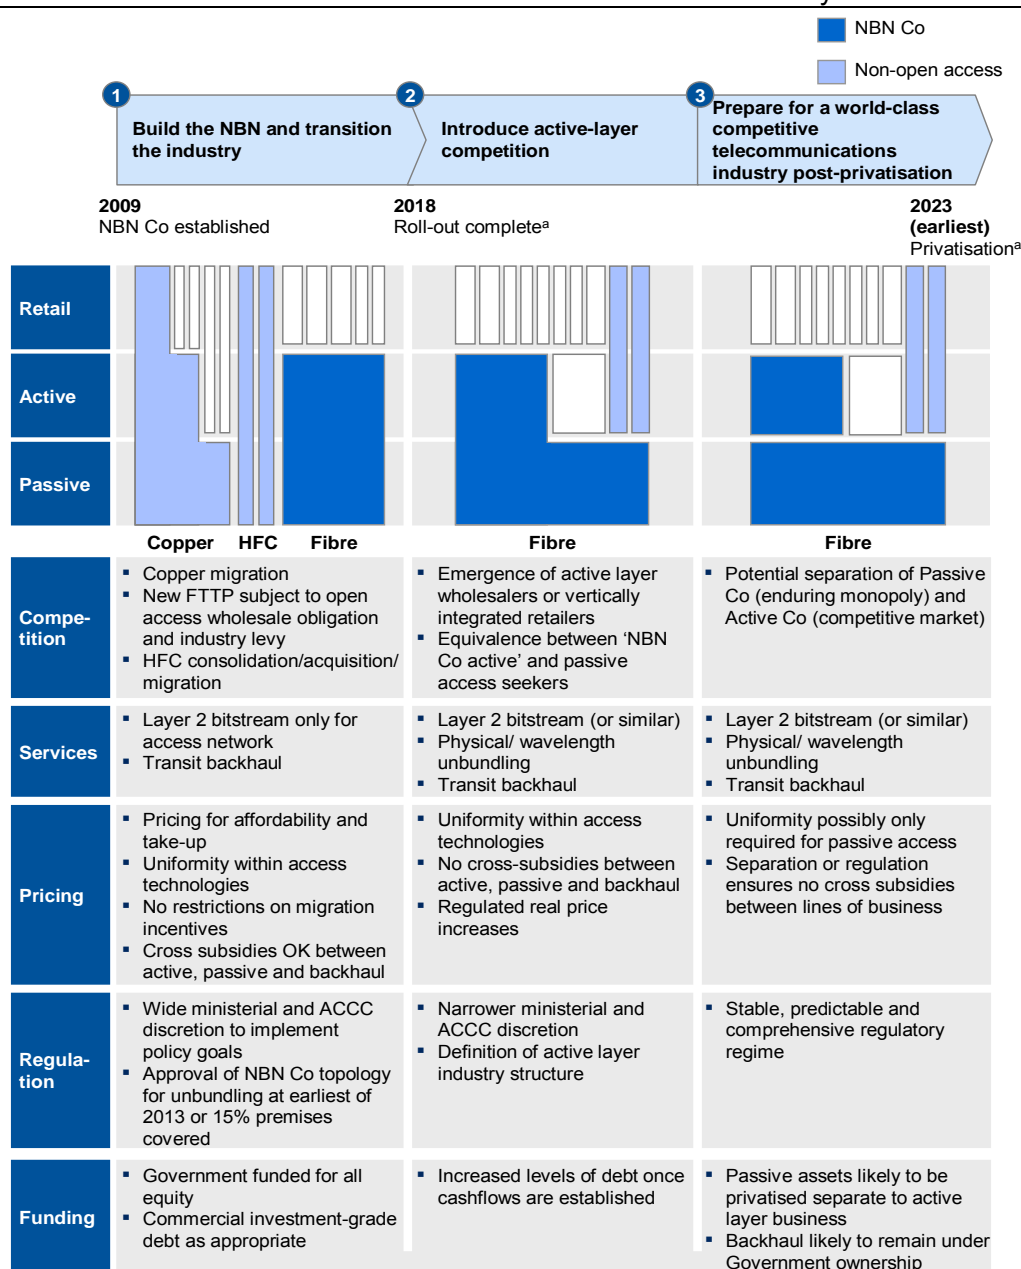 NBN Co
Non-open access
1
2
3
Build the NBN and transition
the industry
Introduce active-layer
competition
Prepare for a world-class
competitive
telecommunications
industry post-privatisation
2009
NBN Co established
2018
Roll-out completeª
2023
(earliest)
Privatisationª
Retail
Active
Passive
Copper
HFC
Fibre
Fibre
Fibre
Compe-
tition
▪ Copper migration
▪ New FTTP subject to open
access wholesale obligation
and industry levy
▪ HFC consolidation/acquisition/
migration
▪ Emergence of active layer
wholesalers or vertically
integrated retailers
▪ Equivalence between ‘NBN
Co active’ and passive
access seekers
▪ Potential separation of Passive
Co (enduring monopoly) and
Active Co (competitive market)
Services
▪ Layer 2 bitstream only for
access network
▪ Transit backhaul
▪ Layer 2 bitstream (or similar)
▪ Physical/ wavelength
unbundling
▪ Transit backhaul
▪ Layer 2 bitstream (or similar)
▪ Physical/ wavelength
unbundling
▪ Transit backhaul
Pricing
▪ Pricing for affordability and
take-up
▪ Uniformity within access
technologies
▪ No restrictions on migration
incentives
▪ Cross subsidies OK between
active, passive and backhaul
▪ Uniformity within access
technologies
▪ No cross-subsidies between
active, passive and backhaul
▪ Regulated real price
increases
▪ Uniformity possibly only
required for passive access
▪ Separation or regulation
ensures no cross subsidies
between lines of business
Regula-
tion
▪ Wide ministerial and ACCC
discretion to implement
policy goals
▪ Approval of NBN Co topology
for unbundling at earliest of
2013 or 15% premises
covered
▪ Narrower ministerial and
ACCC discretion
▪ Definition of active layer
industry structure
▪ Stable, predictable and
comprehensive regulatory
regime
Funding
▪ Government funded for all
equity
▪ Commercial investment-grade
debt as appropriate
▪ Increased levels of debt once
cashflows are established
▪ Passive assets likely to be
privatised separate to active
layer business
▪ Backhaul likely to remain under
Government ownership